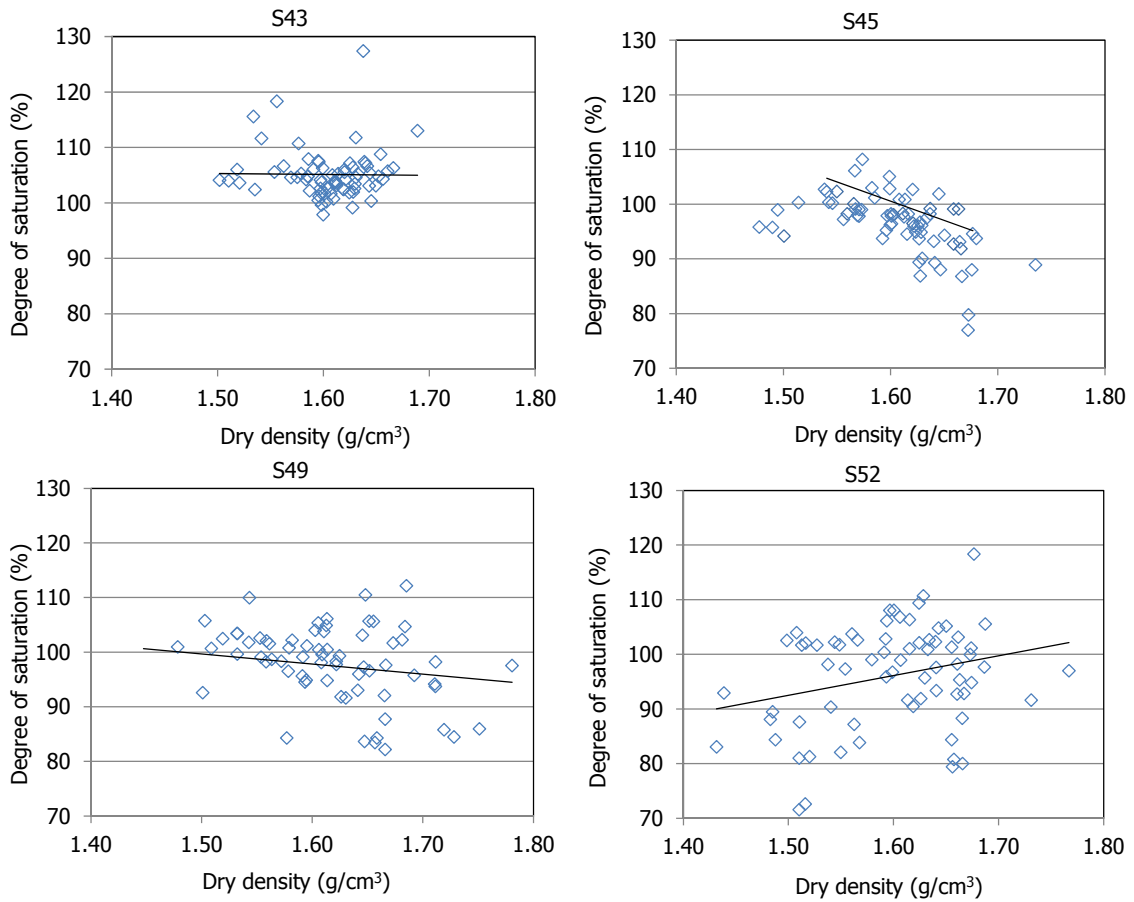 S43
130
120
110
100
90
80
70
1.40 1.50 1.60 1.70 1.80
Degree of saturation (%)
Dry density (g/cm³)
S45
130
120
110
100
90
80
70
1.40 1.50 1.60 1.70 1.80
Degree of saturation (%)
Dry density (g/cm³)
S49
130
120
110
100
90
80
70
1.40 1.50 1.60 1.70 1.80
Degree of saturation (%)
Dry density (g/cm³)
S52
130
120
110
100
90
80
70
1.40 1.50 1.60 1.70 1.80
Degree of saturation (%)
Dry density (g/cm³)